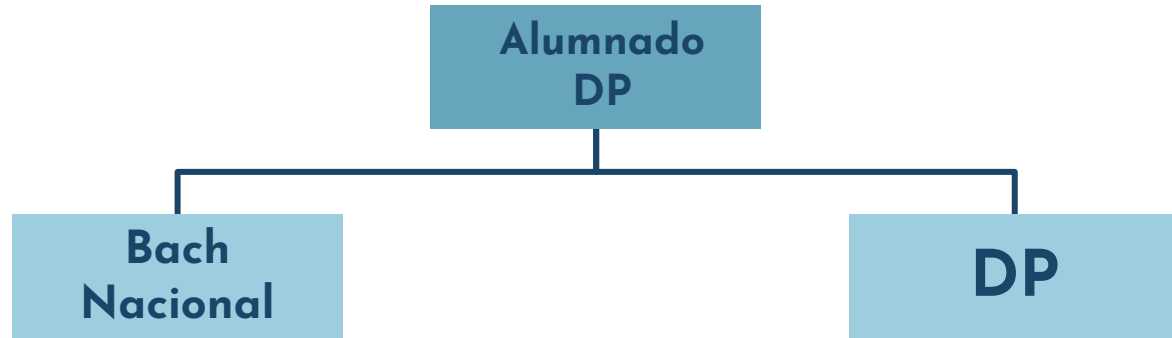 Alumnado
DP
Bach
Nacional
DP